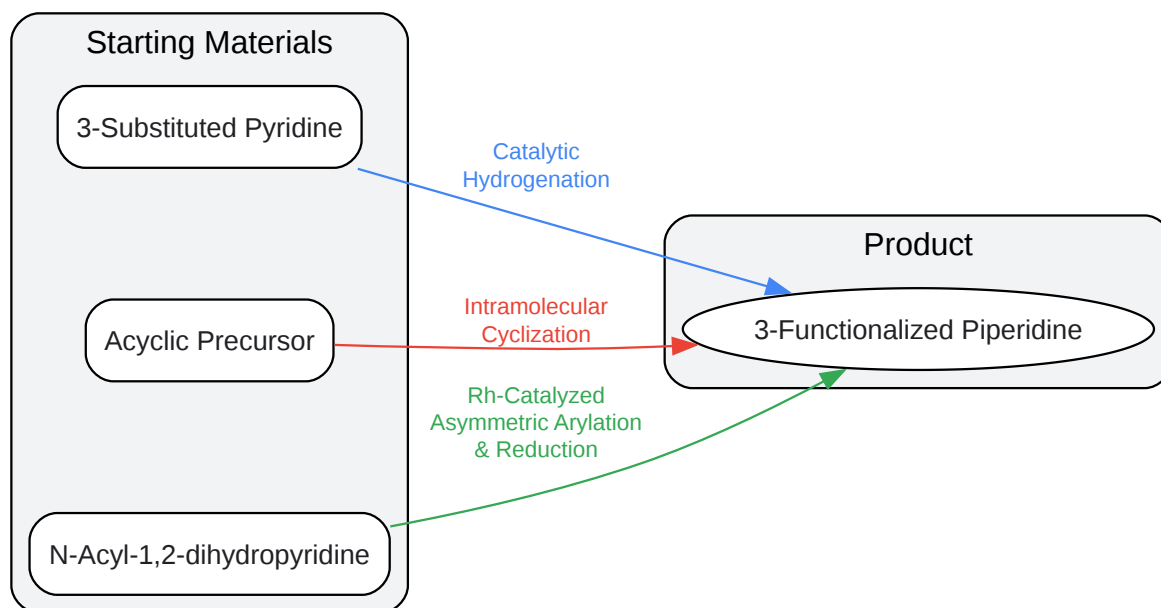 Starting Materials
3-Substituted Pyridine
Catalytic
Hydrogenation
Product
Acyclic Precursor
Intramolecular
Cyclization
3-Functionalized Piperidine
Rh-Catalyzed
Asymmetric Arylation
& Reduction
N-Acyl-1,2-dihydropyridine